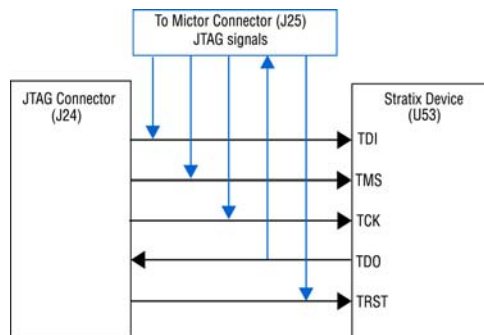 To Mictor Connector (J25)
JTAG signals
JTAG Connector
(J24)
Stratix Device
(U53)
TDI
TMS
TCK
TDO
TRST